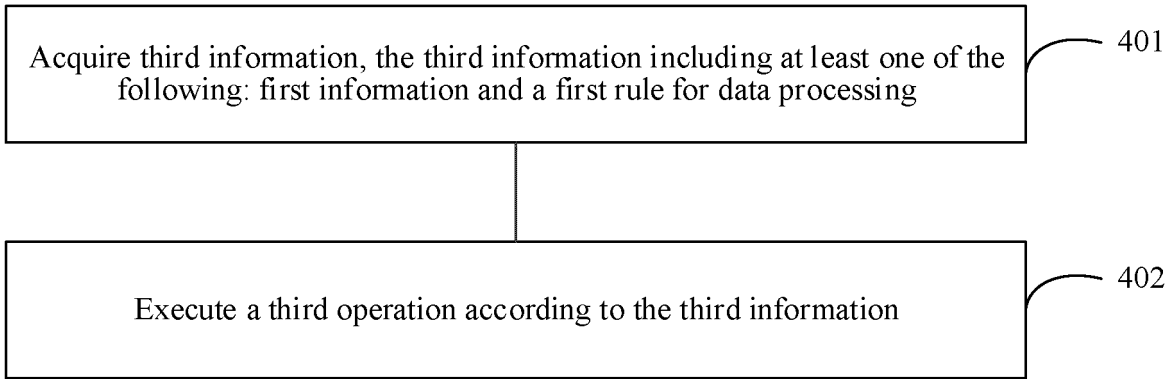 Acquire third information, the third information including at least one of the
following: first information and a first rule for data processing
401
Execute a third operation according to the third information
402